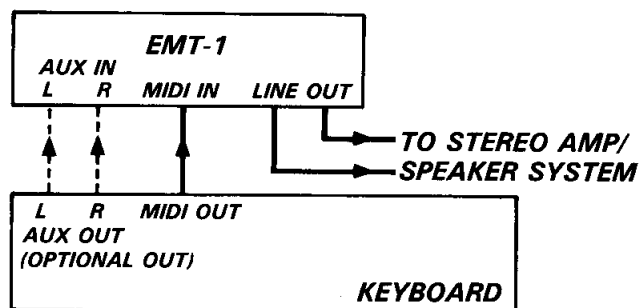 EMT-1
AUX IN
L R MIDI IN LINE OUT
TO STEREO AMP/
SPEAKER SYSTEM
L R MIDI OUT
AUX OUT
(OPTIONAL OUT)
KEYBOARD